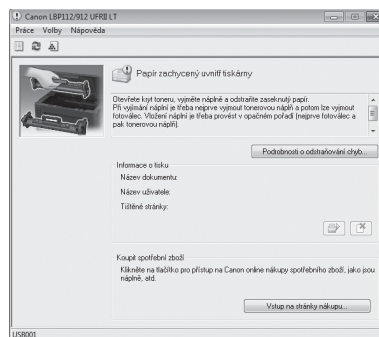 Canon LBP112/912 UFRII LT
Práce Volby Nápověda
Papír zachycený uvnitř tiskárny
Otevřete kryt toneru, vyjměte náplně a odstraňte zaseknutý papír.
Při vyjímání náplní je třeba nejprve vyjmout tonerovou náplň a potom lze vyjmout
fotoválec. Vložení náplní je třeba provést v opačném pořadí (nejprve fotoválec a
pak tonerovou náplň).
Podrobnosti o odstraňování chyb...
Informace o tisku
Název dokumentu:
Název uživatele:
Tištěné stránky:
Koupit spotřební zboží
Klikněte na tlačítko pro přístup na Canon online nákupy spotřebního zboží, jako jsou
náplně, atd.
Vstup na stránky nákupu...
USB001